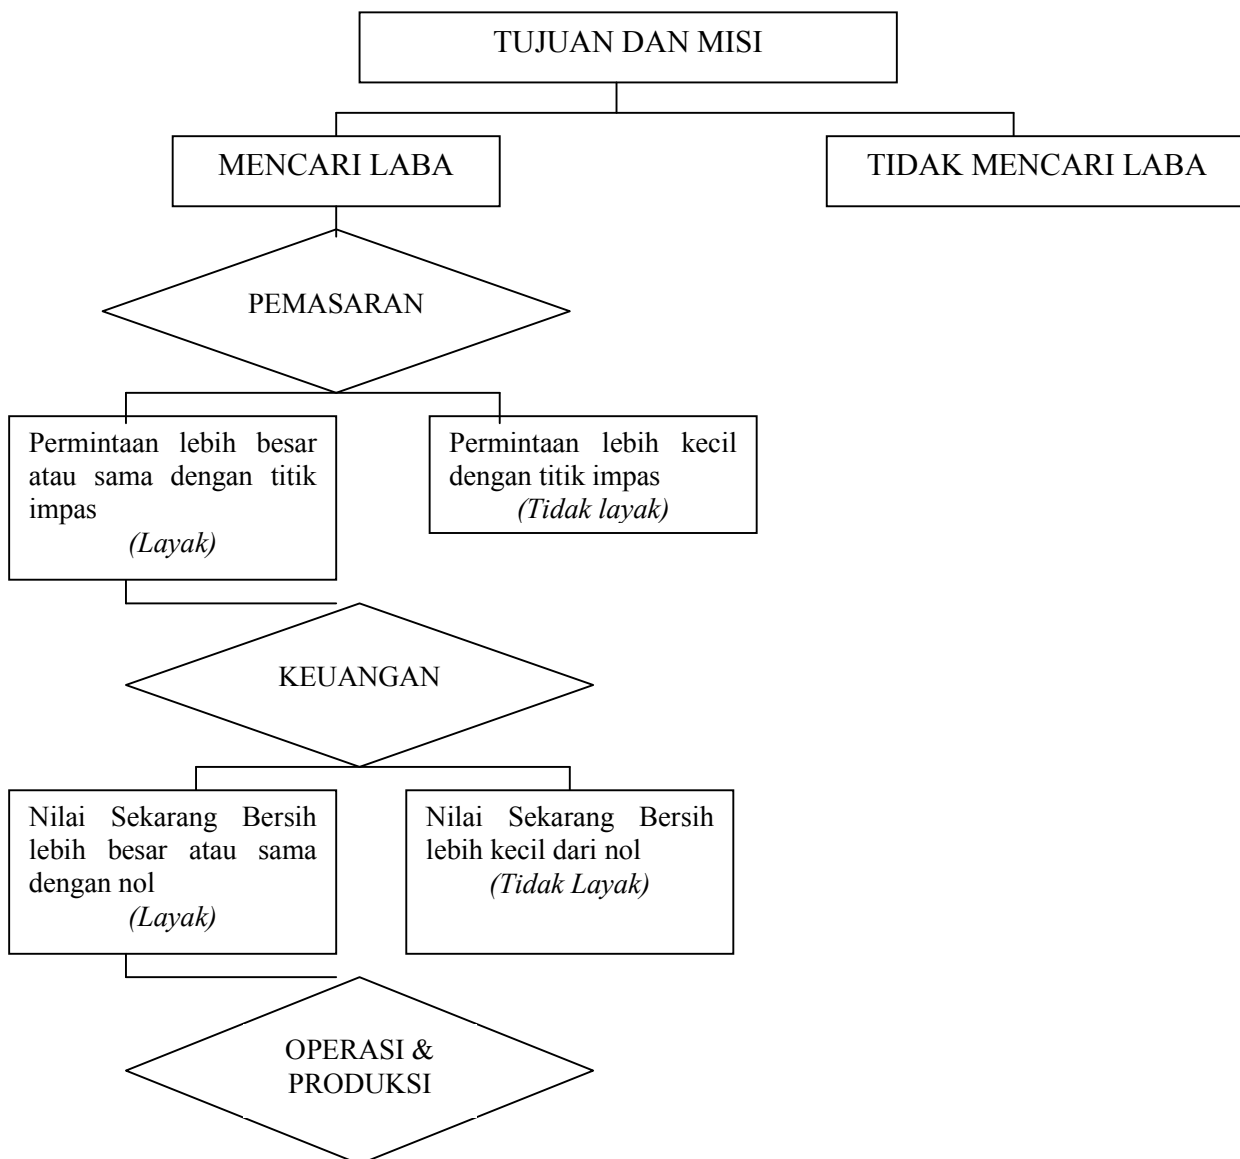 TUJUAN DAN MISI
MENCARI LABA
TIDAK MENCARI LABA
PEMASARAN
Permintaan lebih besar
atau sama dengan titik
impas
(Layak)
Permintaan lebih kecil
dengan titik impas
(Tidak layak)
KEUANGAN
Nilai Sekarang Bersih
lebih besar atau sama
dengan nol
(Layak)
Nilai Sekarang Bersih
lebih kecil dari nol
(Tidak Layak)
OPERASI &
PRODUKSI